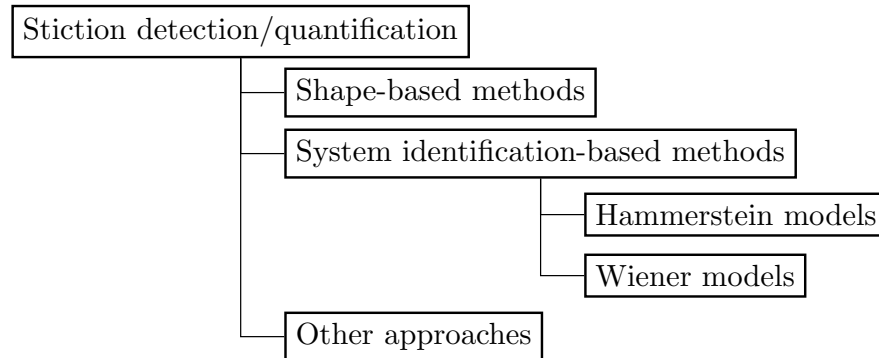 Stiction detection/quantification
Shape-based methods
System identification-based methods
Hammerstein models
Wiener models
Other approaches